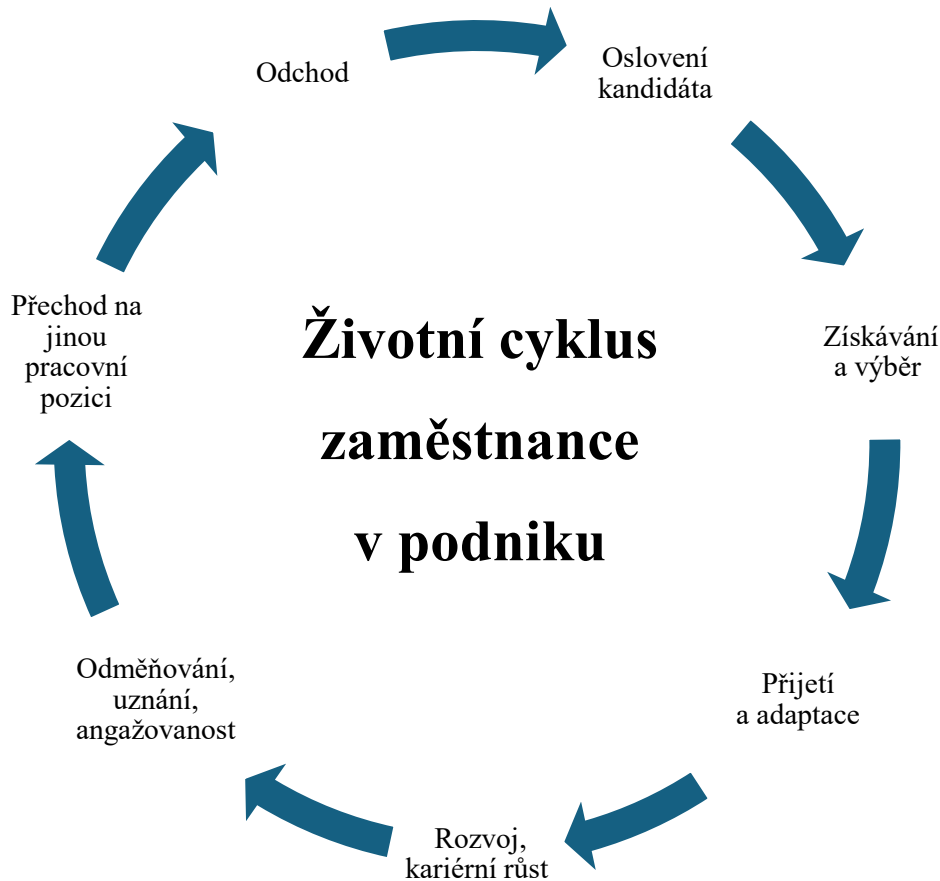 Životní cyklus
zaměstnance
v podniku
Oslovení
kandidáta
Získávání
a výběr
Přijetí
a adaptace
Rozvoj,
kariérní růst
Odměňování,
uznání,
angažovanost
Přechod na
jinou
pracovní
pozici
Odchod